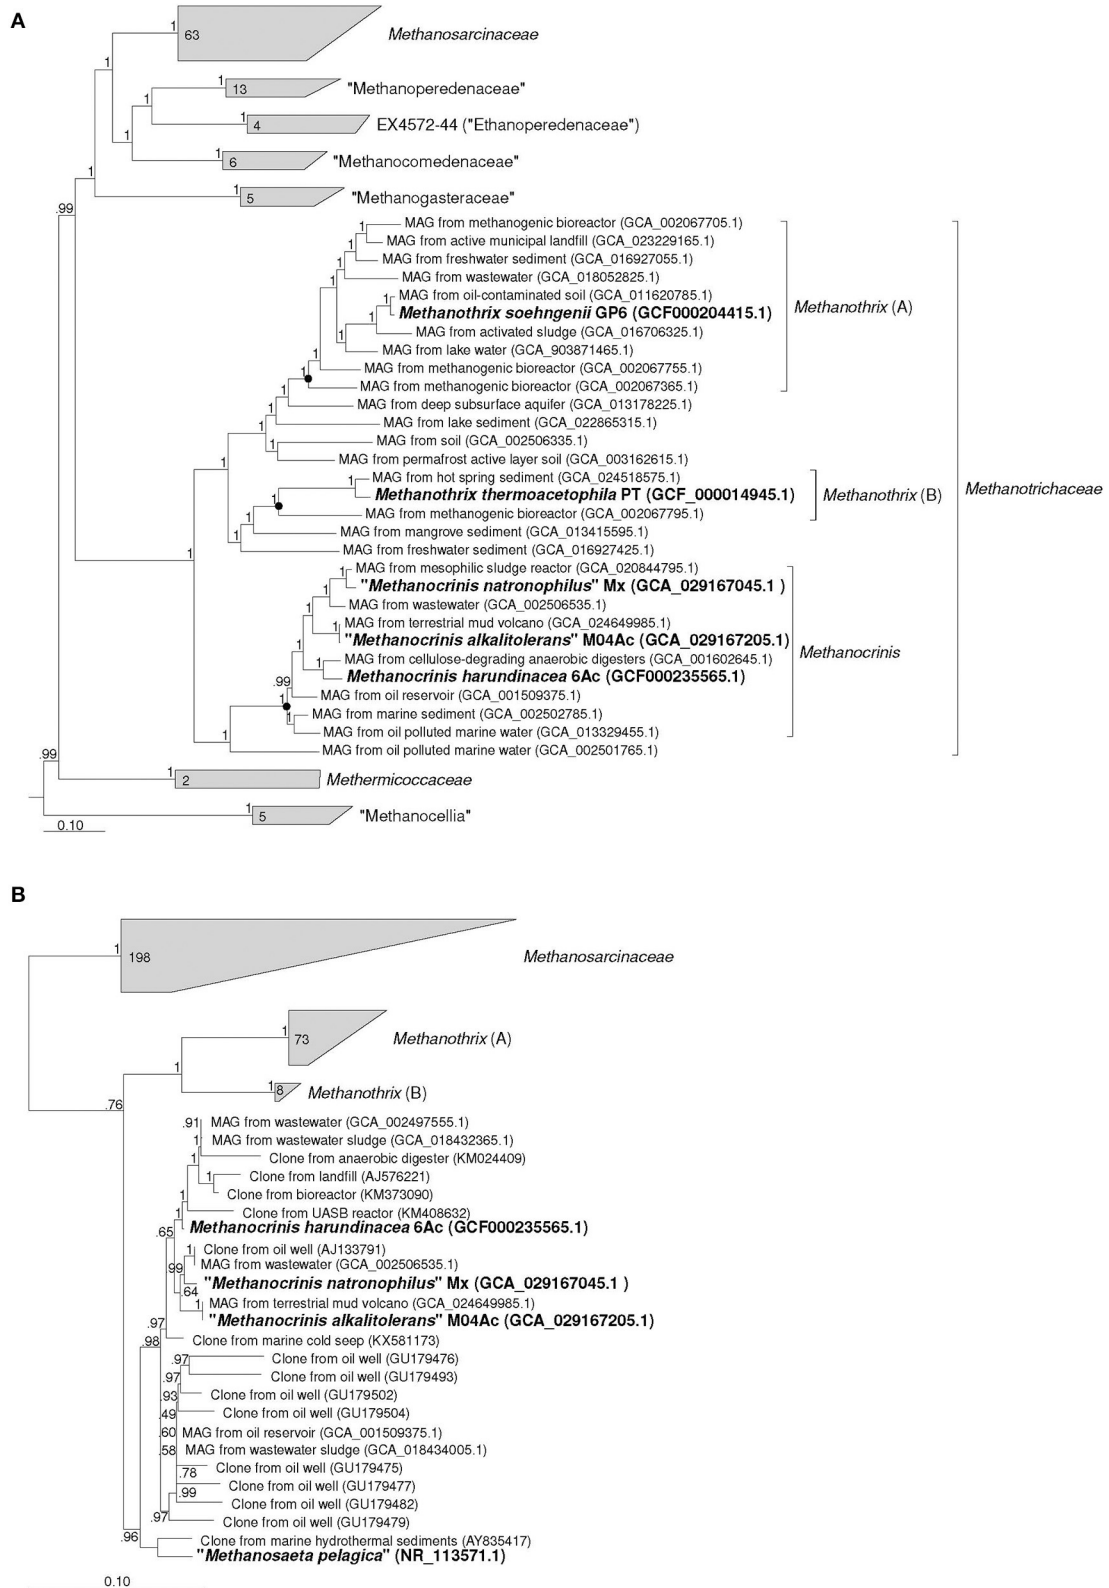 A
1
63
Methanosarcinaceae
1
1
13
"Methanoperedenaceae"
1
1
4
EX4572-44 ("Ethanoperedenaceae")
1
1
6
"Methanocomedenaceae"
1
1
5
"Methanogasteraceae"
.99
1
MAG from methanogenic bioreactor (GCA_002067705.1)
1
MAG from active municipal landfill (GCA_023229165.1)
1
MAG from freshwater sediment (GCA_016927055.1)
1
MAG from wastewater (GCA_018052825.1)
1
MAG from oil-contaminated soil (GCA_011620785.1)
Methanothrix (A)
1
Methanothrix soehngenii GP6 (GCF000204415.1)
1
MAG from activated sludge (GCA_016706325.1)
MAG from lake water (GCA_903871465.1)
1
MAG from methanogenic bioreactor (GCA_002067755.1)
1
MAG from methanogenic bioreactor (GCA_002067365.1)
1
MAG from deep subsurface aquifer (GCA_013178225.1)
1
MAG from lake sediment (GCA_022865315.1)
1
1
MAG from soil (GCA_002506335.1)
MAG from permafrost active layer soil (GCA_003162615.1)
1
1
MAG from hot spring sediment (GCA_024518575.1)
1
Methanothrix thermoacetophila PT (GCF_000014945.1)
Methanothrix (B)
Methanotrichaceae
1
MAG from methanogenic bioreactor (GCA_002067795.1)
1
MAG from mangrove sediment (GCA_013415595.1)
MAG from freshwater sediment (GCA_016927425.1)
1
1
MAG from mesophilic sludge reactor (GCA_020844795.1)
1
"Methanocrinis natronophilus" Mx (GCA_029167045.1 )
1
MAG from wastewater (GCA_002506535.1)
1
MAG from terrestrial mud volcano (GCA_024649985.1)
1
"Methanocrinis alkalitolerans" M04Ac (GCA_029167205.1)
Methanocrinis
1
MAG from cellulose-degrading anaerobic digesters (GCA_001602645.1)
.99
Methanocrinis harundinacea 6Ac (GCF000235565.1)
1
MAG from oil reservoir (GCA_001509375.1)
1
MAG from marine sediment (GCA_002502785.1)
MAG from oil polluted marine water (GCA_013329455.1)
1
MAG from oil polluted marine water (GCA_002501765.1)
.99
1
2
Methermicoccaceae
1
5
"Methanocellia"
0.10
B
1
198
Methanosarcinaceae
1
73
Methanothrix (A)
1
1
8
Methanothrix (B)
.76
.91
MAG from wastewater (GCA_002497555.1)
1
MAG from wastewater sludge (GCA_018432365.1)
1
Clone from anaerobic digester (KM024409)
1
Clone from landfill (AJ576221)
1
Clone from bioreactor (KM373090)
1
Clone from UASB reactor (KM408632)
Methanocrinis harundinacea 6Ac (GCF000235565.1)
.65
1
Clone from oil well (AJ133791)
.99
MAG from wastewater (GCA_002506535.1)
"Methanocrinis natronophilus" Mx (GCA_029167045.1 )
.64
1
MAG from terrestrial mud volcano (GCA_024649985.1)
"Methanocrinis alkalitolerans" M04Ac (GCA_029167205.1)
.97
.98
Clone from marine cold seep (KX581173)
.97
Clone from oil well (GU179476)
.97
Clone from oil well (GU179493)
.93
Clone from oil well (GU179502)
.49
Clone from oil well (GU179504)
.60
MAG from oil reservoir (GCA_001509375.1)
.58
MAG from wastewater sludge (GCA_018434005.1)
.78
Clone from oil well (GU179475)
.99
Clone from oil well (GU179477)
Clone from oil well (GU179482)
.97
Clone from oil well (GU179479)
.96
Clone from marine hydrothermal sediments (AY835417)
"Methanosaeta pelagica" (NR_113571.1)
0.10